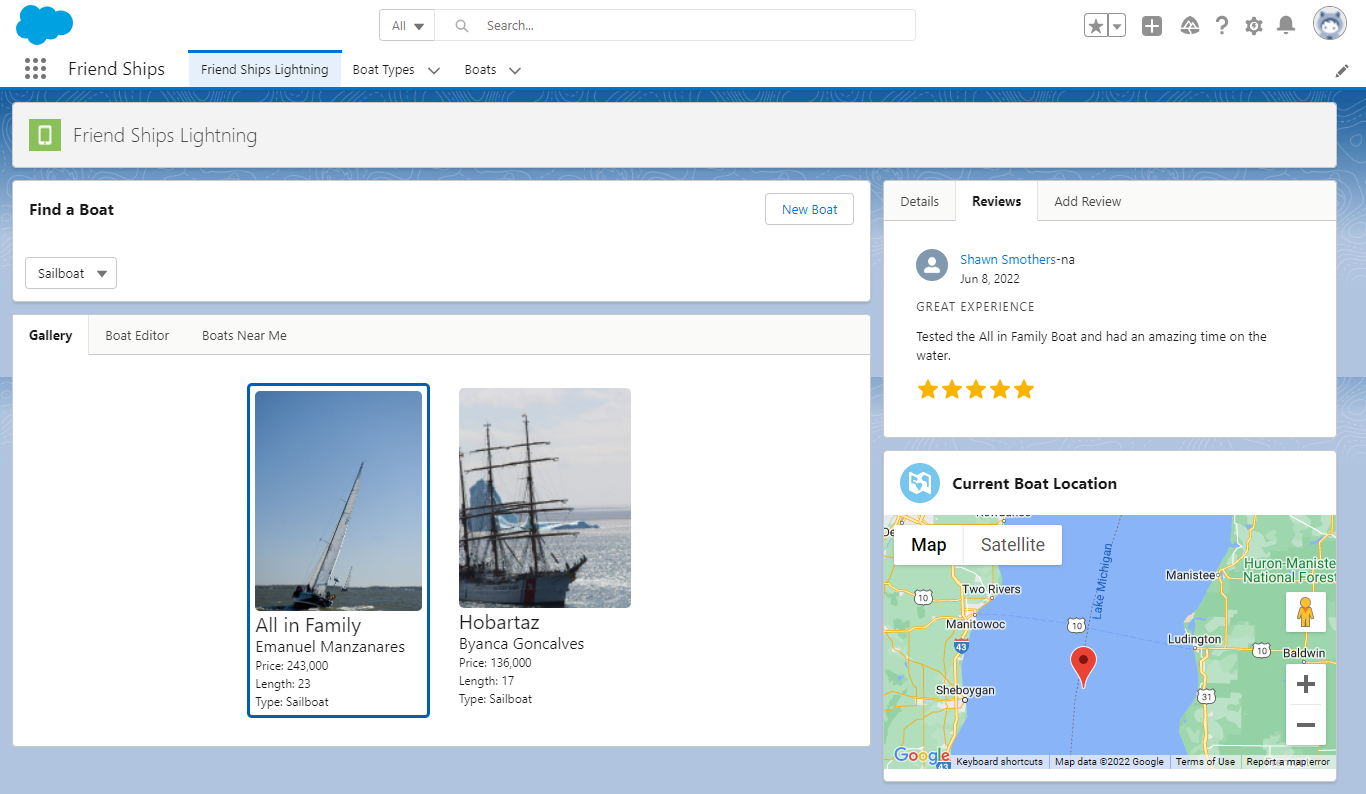 All
Search...
Friend Ships
Friend Ships Lightning
Boat Types
Boats
Friend Ships Lightning
Find a Boat
New Boat
Sailboat
Gallery
Boat Editor
Boats Near Me
All in Family
Emanuel Manzanares
Price: 243,000
Length: 23
Type: Sailboat
Hobartaz
Byanca Goncalves
Price: 136,000
Length: 17
Type: Sailboat
Details
Reviews
Add Review
Shawn Smothers-na
Jun 8, 2022
GREAT EXPERIENCE
Tested the All in Family Boat and had an amazing time on the
water.
Current Boat Location
Map
Satellite
Lake Michigan
Manistee
Huron-Maniste
National Forest
10
Two Rivers
Manitowoc
10
43
Ludington
10
Baldwin
Sheboygan
31
Google
43
Keyboard shortcuts
Map data ©2022 Google
Terms of Use
Report a map error